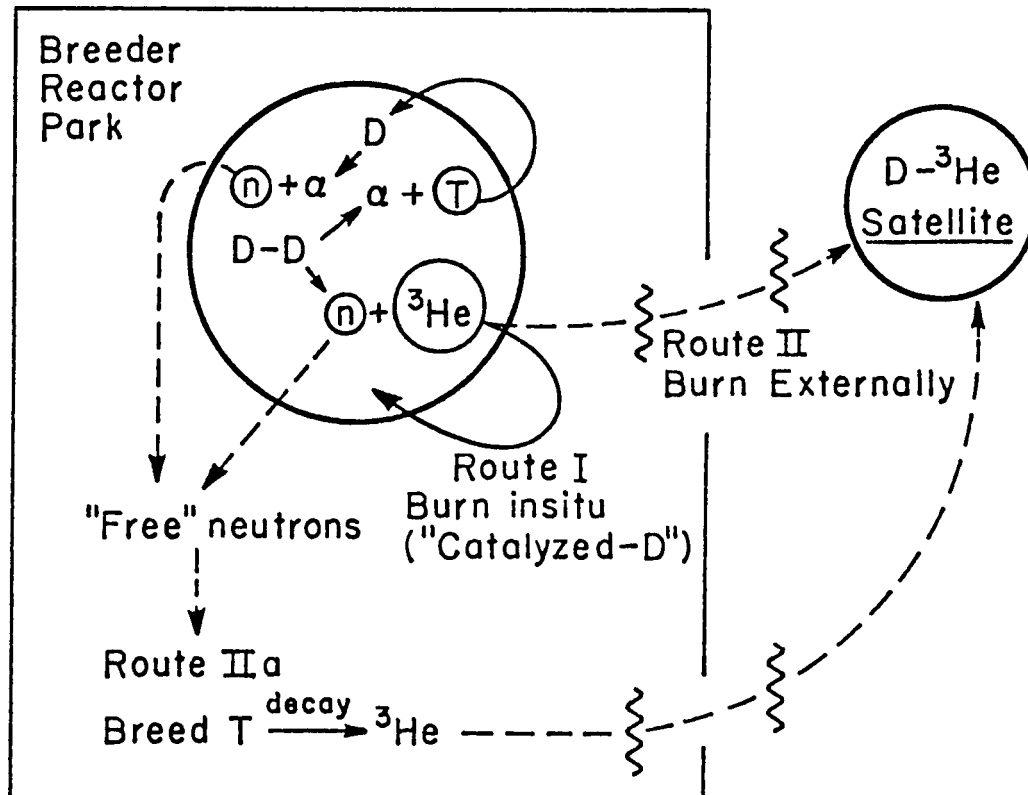 Breeder
Reactor
Park
D
n + α
α + T
D-D
n + ³He
D-³He
Satellite
Route II
Burn Externally
Route I
Burn insitu
("Catalyzed-D")
"Free" neutrons
Route IIa
Breed T decay ³He